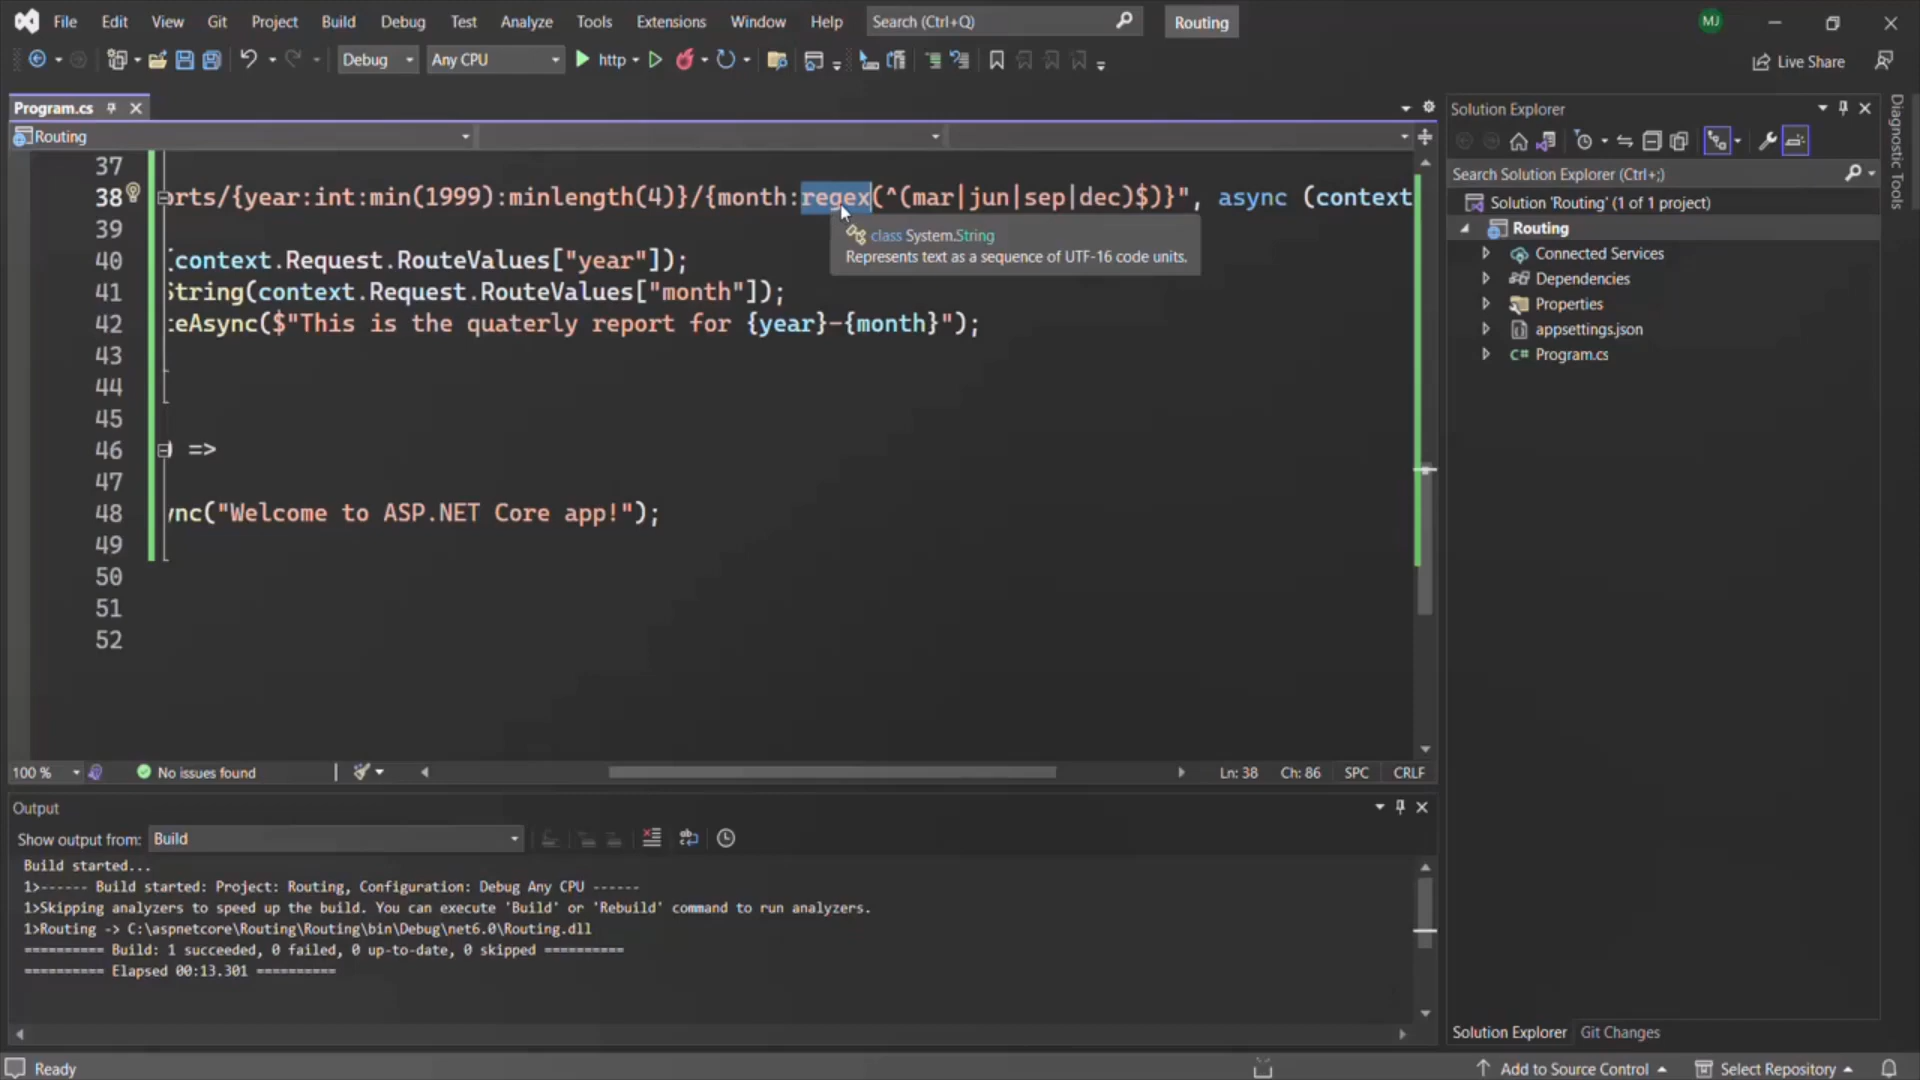 File Edit View Git Project Build Debug Test Analyze Tools Extensions Window Help Search (Ctrl+Q) Routing MJ
Debug Any CPU http Live Share
Program.cs
Routing
37
38 orts/{year:int:min(1999):minlength(4)}/{month:regex(^(mar|jun|sep|dec)$)}", async (context
class System.String
Represents text as a sequence of UTF-16 code units.
39
40 (context.Request.RouteValues["year"]);
41 String(context.Request.RouteValues["month"]);
42 teAsync($"This is the quaterly report for {year}-{month}");
43
44
45
46 ) =>
47
48 ync("Welcome to ASP.NET Core app!");
49
50
51
52
100 % No issues found Ln: 38 Ch: 86 SPC CRLF
Output
Show output from: Build
Build started...
1>------ Build started: Project: Routing, Configuration: Debug Any CPU ------
1>Skipping analyzers to speed up the build. You can execute 'Build' or 'Rebuild' command to run analyzers.
1>Routing -> C:\aspnetcore\Routing\Routing\bin\Debug\net6.0\Routing.dll
========== Build: 1 succeeded, 0 failed, 0 up-to-date, 0 skipped ==========
========== Elapsed 00:13.301 ==========
Solution Explorer
Search Solution Explorer (Ctrl+;)
Solution 'Routing' (1 of 1 project)
Routing
Connected Services
Dependencies
Properties
appsettings.json
C# Program.cs
Solution Explorer Git Changes
Diagnostic Tools
Ready Add to Source Control Select Repository